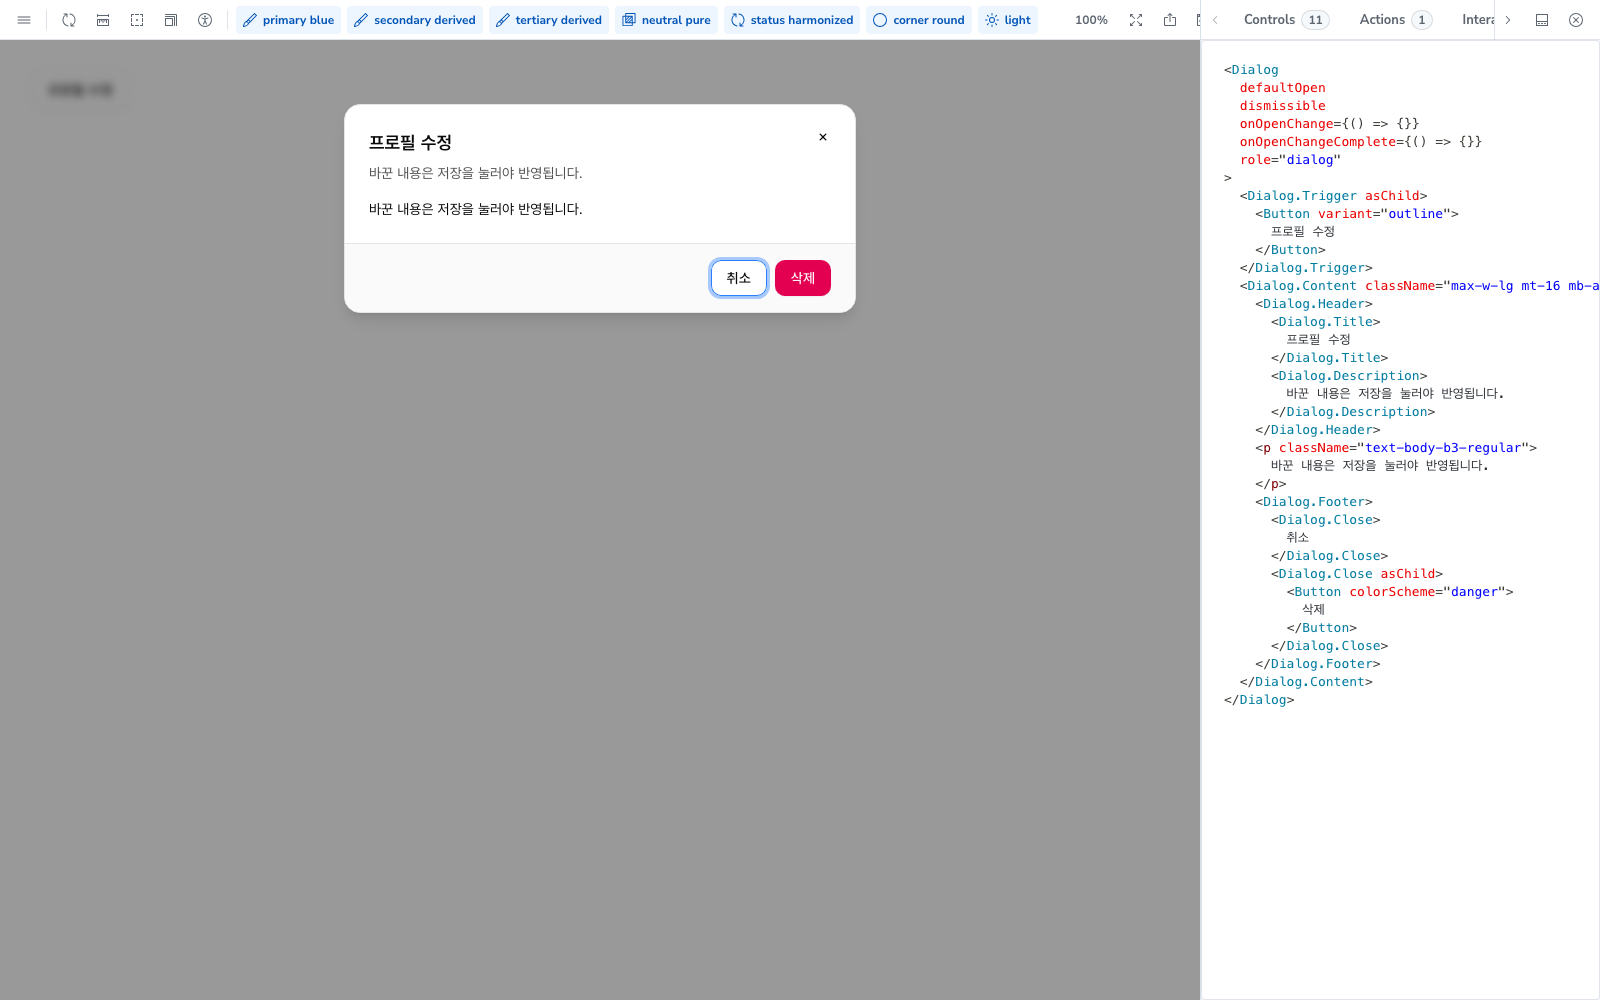 primary blue
secondary derived
tertiary derived
neutral pure
status harmonized
corner round
light
100%
Controls 11
Actions 1
프로필 수정
바꾼 내용은 저장을 눌러야 반영됩니다.
바꾼 내용은 저장을 눌러야 반영됩니다.
취소
삭제
<Dialog
defaultOpen
dismissible
onOpenChange={() => {}}
onOpenChangeComplete={() => {}}
role="dialog"
>
<Dialog.Trigger asChild>
<Button variant="outline">
프로필 수정
</Button>
</Dialog.Trigger>
<Dialog.Content className="max-w-lg mt-16
<Dialog.Header>
<Dialog.Title>
프로필 수정
</Dialog.Title>
<Dialog.Description>
바꾼 내용은 저장을 눌러야 반영됩니다.
</Dialog.Description>
</Dialog.Header>
<p className="text-body-b3-regular">
바꾼 내용은 저장을 눌러야 반영됩니다.
</p>
<Dialog.Footer>
<Dialog.Close>
취소
</Dialog.Close>
<Dialog.Close asChild>
<Button colorScheme="danger">
삭제
</Button>
</Dialog.Close>
</Dialog.Footer>
</Dialog.Content>
</Dialog>